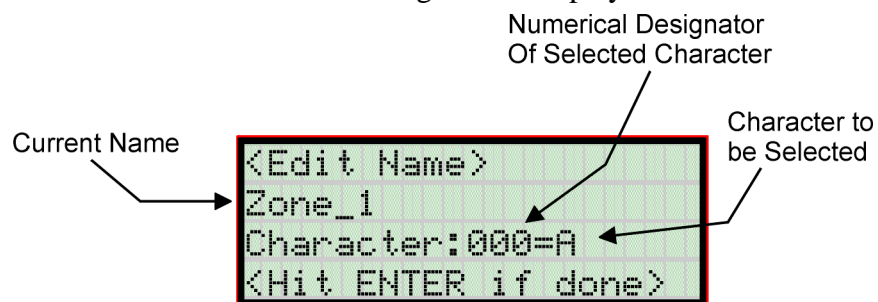 Numerical Designator
Of Selected Character
Character to
be Selected
Current Name
<Edit Name>
Zone_1
Character:000=A
<Hit ENTER if done>